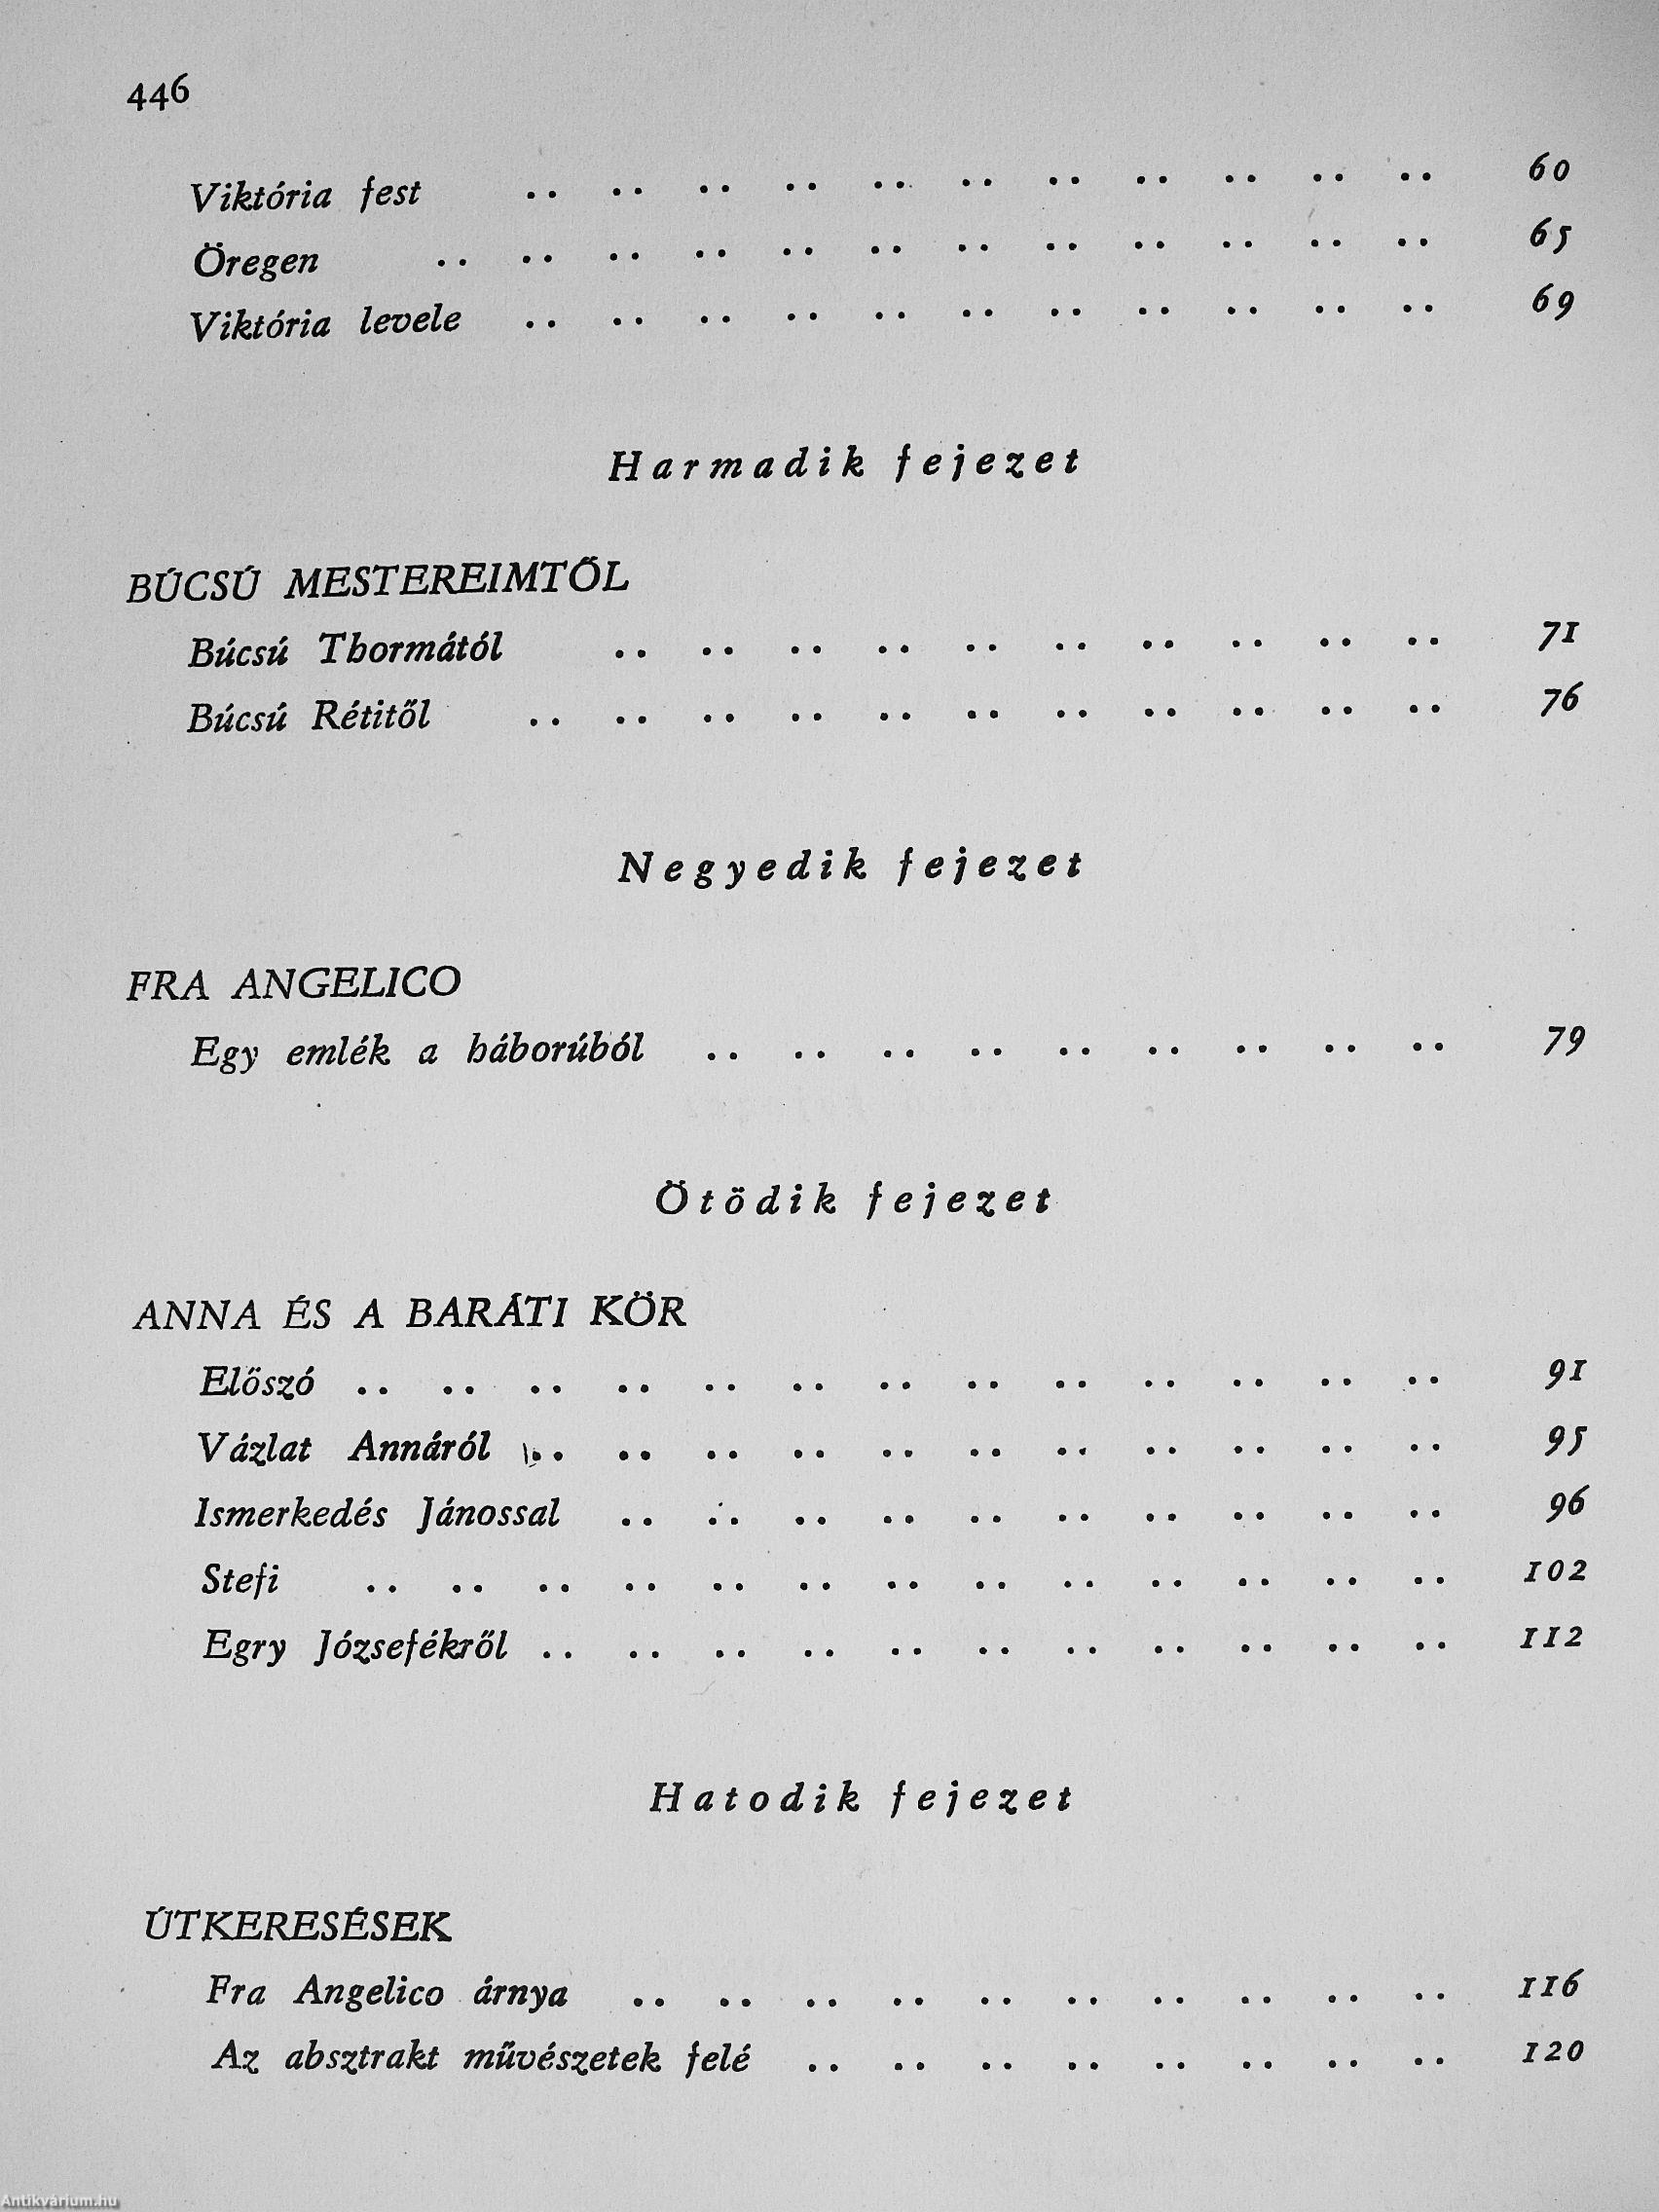 446
Viktória fest .. .. .. .. .. .. .. .. .. .. .. 60
Öregen .. .. .. .. .. .. .. .. .. .. .. .. 65
Viktória levele .. .. .. .. .. .. .. .. .. .. .. 69
Harmadik fejezet
BÚCSÚ MESTEREIMTŐL
Búcsú Thormától .. .. .. .. .. .. .. .. .. .. 71
Búcsú Rétitől .. .. .. .. .. .. .. .. .. .. .. 76
Negyedik fejezet
FRA ANGELICO
Egy emlék a háborúból .. .. .. .. .. .. .. .. .. 79
Ötödik fejezet
ANNA ÉS A BARÁTI KÖR
Előszó .. .. .. .. .. .. .. .. .. .. .. .. .. 91
Vázlat Annáról .. .. .. .. .. .. .. .. .. .. .. 95
Ismerkedés Jánossal .. .. .. .. .. .. .. .. .. .. 96
Stefi .. .. .. .. .. .. .. .. .. .. .. .. .. 102
Egry Józsefékről .. .. .. .. .. .. .. .. .. .. .. 112
Hatodik fejezet
ÚTKERESÉSEK
Fra Angelico árnya .. .. .. .. .. .. .. .. .. .. 116
Az absztrakt művészetek felé .. .. .. .. .. .. .. .. 120
Antikvárium.hu